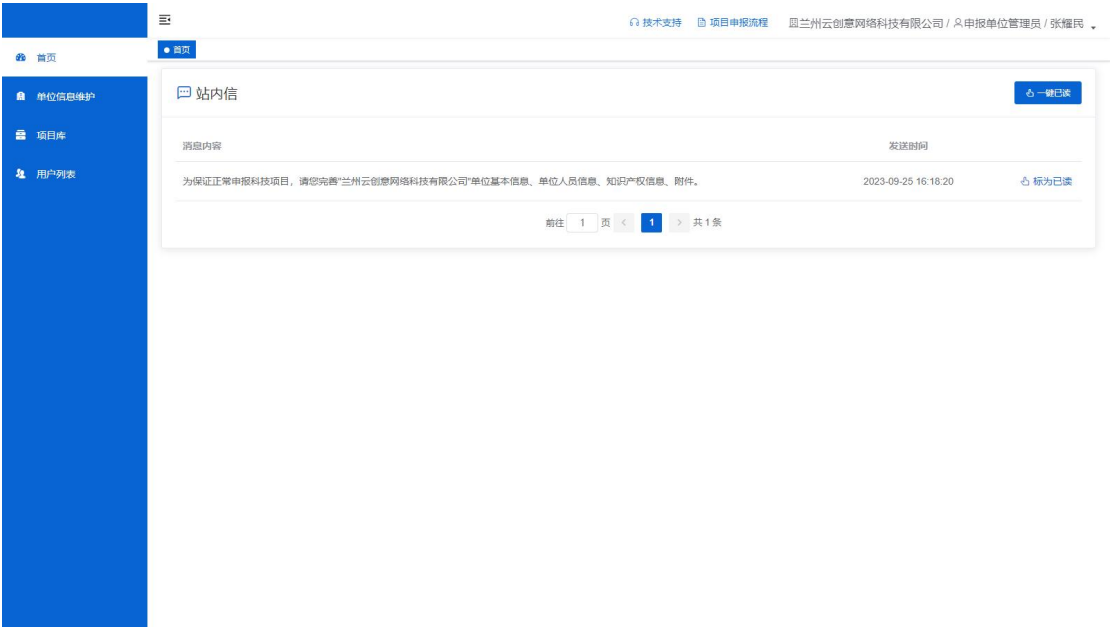 技术支持 项目申报流程 兰州云创意网络科技有限公司 / 申报单位管理员 / 张耀民
首页
单位信息维护
项目库
用户列表
首页
站内信 一键已读
消息内容 发送时间
为保证正常申报科技项目，请您完善"兰州云创意网络科技有限公司"单位基本信息、单位人员信息、知识产权信息、附件。 2023-09-25 16:18:20 标为已读
前往 1 页 < 1 > 共 1 条